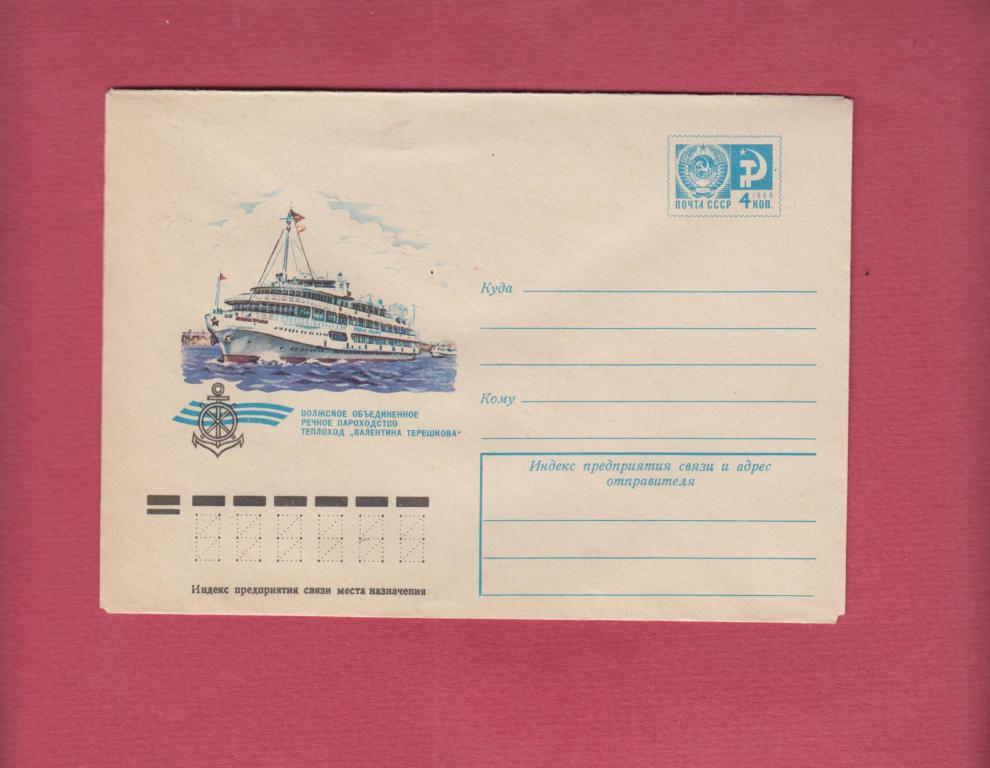 ПОЧТА СССР
1966
4 КОП.
Куда
Кому
ВОЛЖСКОЕ ОБЪЕДИНЕННОЕ
РЕЧНОЕ ПАРОХОДСТВО
ТЕПЛОХОД „ВАЛЕНТИНА ТЕРЕШКОВА"
Индекс предприятия связи и адрес
отправителя
Индекс предприятия связи места назначения